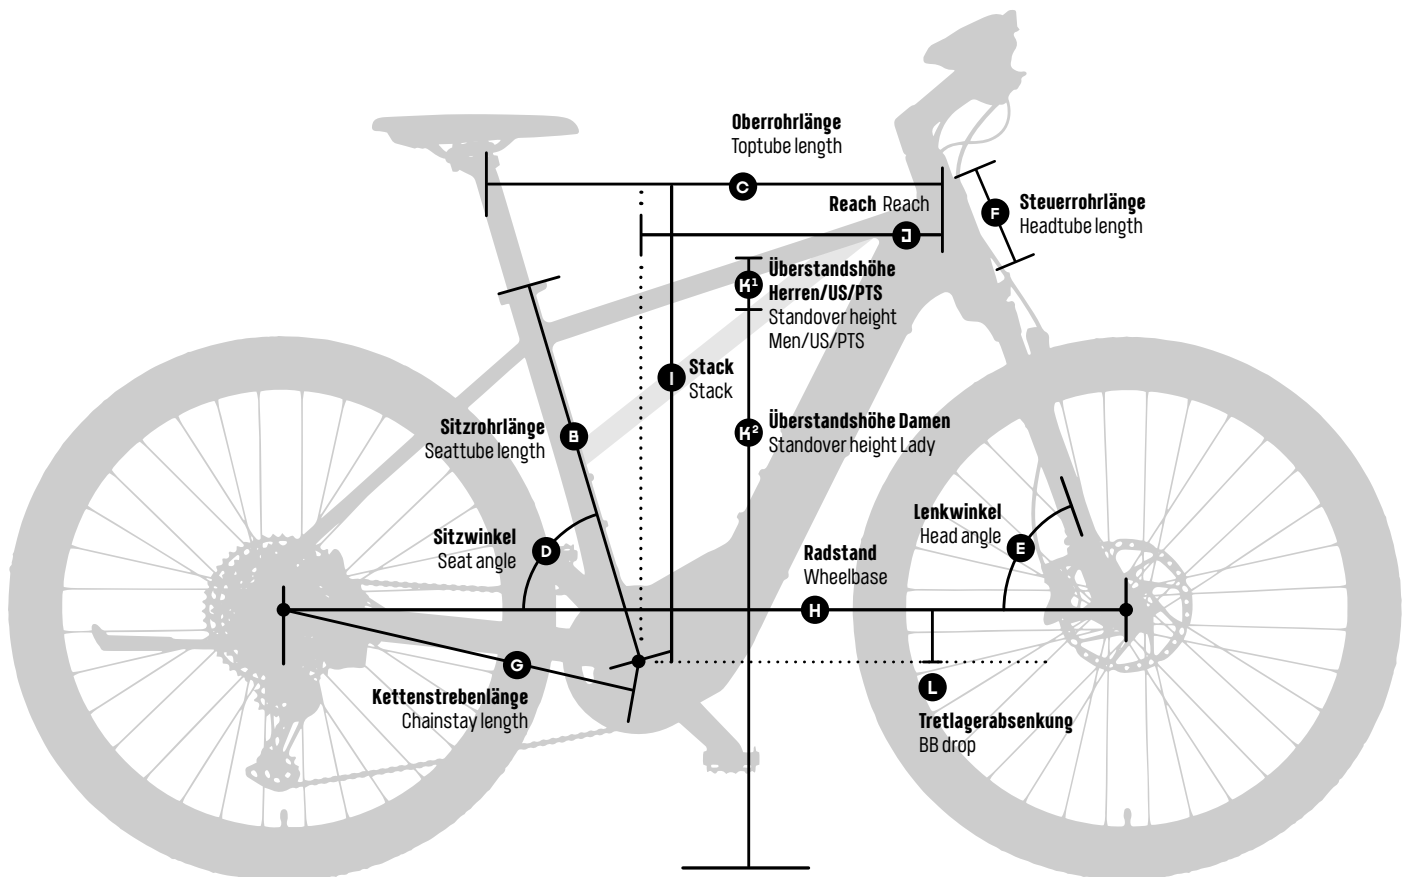 Oberrohrlänge
Toptube length
C
Reach Reach
J
F
Steuerrohrlänge
Headtube length
K¹
Überstandshöhe
Herren/US/PTS
Standover height
Men/US/PTS
I
Stack
Stack
K²
Überstandshöhe Damen
Standover height Lady
Sitzrohrlänge
Seattube length
B
Sitzwinkel
Seat angle
D
Lenkwinkel
Head angle
E
Radstand
Wheelbase
H
G
Kettenstrebenlänge
Chainstay length
L
Tretlagerabsenkung
BB drop